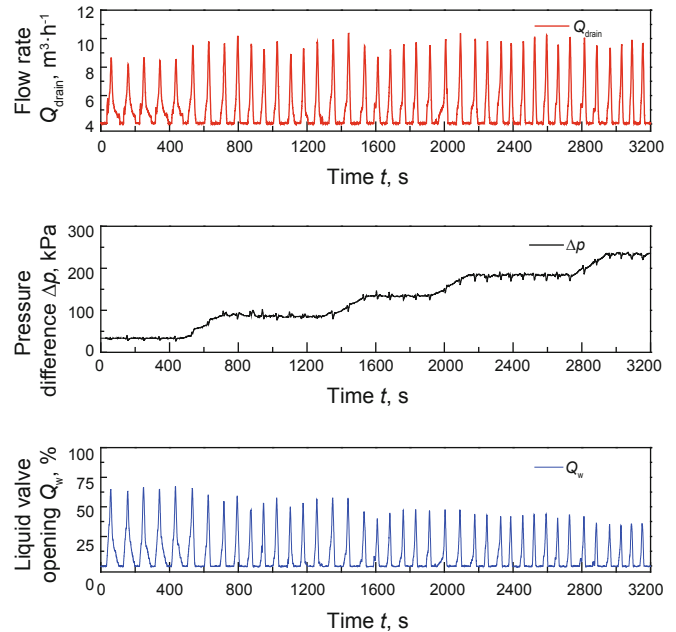 Flow rate
Q_drain, m³·h⁻¹
12
10
8
6
4
Q_drain
0 400 800 1200 1600 2000 2400 2800 3200
Time t, s
Pressure
difference Δp, kPa
300
200
100
0
Δp
0 400 800 1200 1600 2000 2400 2800 3200
Time t, s
Liquid valve
opening Q_w, %
100
75
50
25
0
Q_w
0 400 800 1200 1600 2000 2400 2800 3200
Time t, s